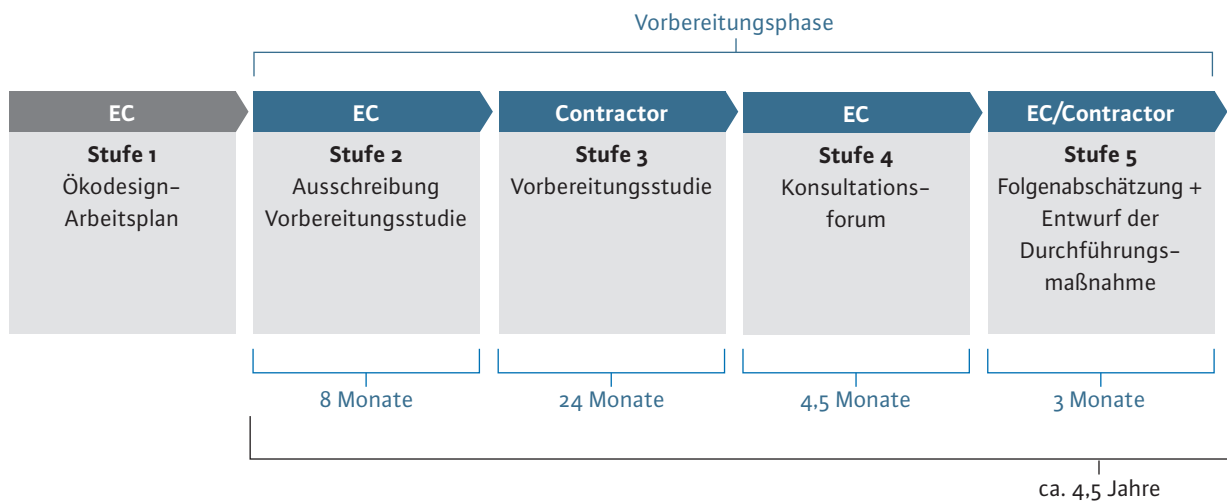 Vorbereitungsphase
EC
Stufe 1
Ökodesign-
Arbeitsplan
EC
Stufe 2
Ausschreibung
Vorbereitungsstudie
Contractor
Stufe 3
Vorbereitungsstudie
EC
Stufe 4
Konsultations-
forum
EC/Contractor
Stufe 5
Folgenabschätzung +
Entwurf der
Durchführungs-
maßnahme
8 Monate
24 Monate
4,5 Monate
3 Monate
ca. 4,5 Jahre